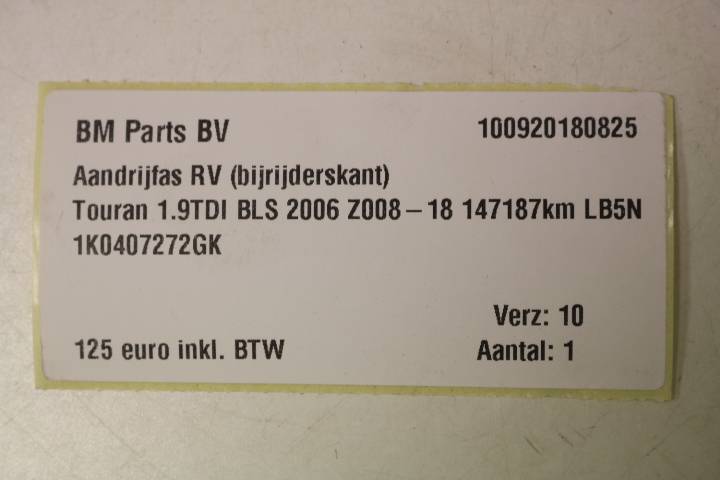 BM Parts BV 100920180825
Aandrijfas RV (bijrijderskant)
Touran 1.9TDI BLS 2006 Z008-18 147187km LB5N
1K0407272GK
Verz: 10
125 euro inkl. BTW Aantal: 1